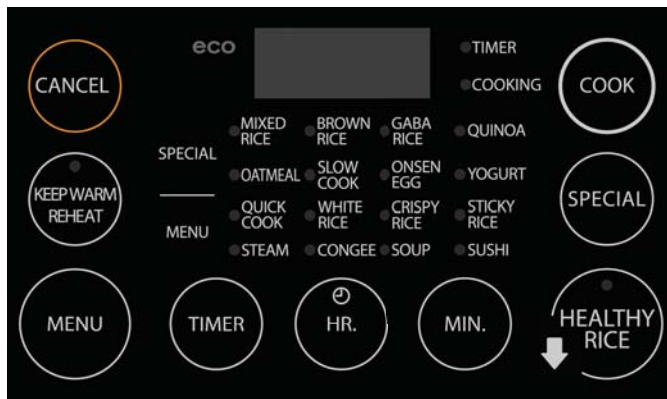 eco
TIMER
COOKING
CANCEL
COOK
SPECIAL
MIXED
RICE
BROWN
RICE
GABA
RICE
QUINOA
OATMEAL
SLOW
COOK
ONSEN
EGG
YOGURT
KEEP WARM
REHEAT
MENU
QUICK
COOK
WHITE
RICE
CRISPY
RICE
STICKY
RICE
STEAM
CONGEE
SOUP
SUSHI
SPECIAL
MENU
TIMER
HR.
MIN.
HEALTHY
RICE